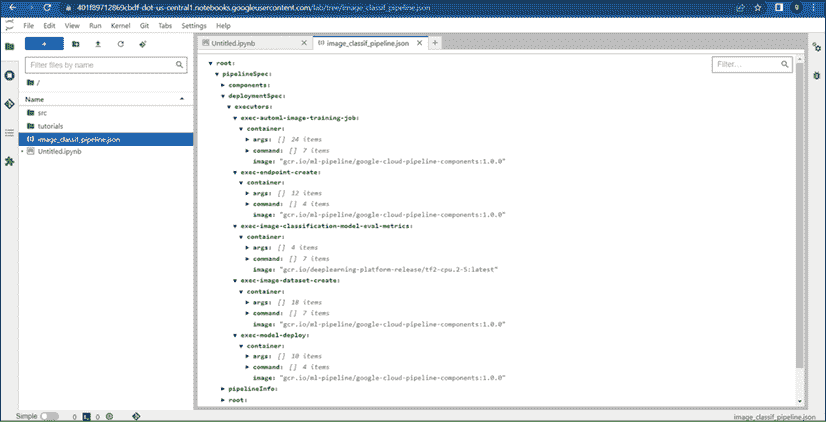 401f89712869cbdf-dot-us-central1.notebooks.googleusercontent.com/lab/tree/image_classif_pipeline.json
File Edit View Run Kernel Git Tabs Settings Help
Filter files by name
/
Name
src
tutorials
image_classif_pipeline.json
Untitled.ipynb
Untitled.ipynb
image_classif_pipeline.json
Filter...
root:
pipelineSpec:
components:
deploymentSpec:
executors:
exec-automl-image-training-job:
container:
args: [] 24 items
command: [] 7 items
image: "gcr.io/ml-pipeline/google-cloud-pipeline-components:1.0.0"
exec-endpoint-create:
container:
args: [] 12 items
command: [] 4 items
image: "gcr.io/ml-pipeline/google-cloud-pipeline-components:1.0.0"
exec-image-classification-model-eval-metrics:
container:
args: [] 4 items
command: [] 7 items
image: "gcr.io/deeplearning-platform-release/tf2-cpu.2-5:latest"
exec-image-dataset-create:
container:
args: [] 18 items
command: [] 7 items
image: "gcr.io/ml-pipeline/google-cloud-pipeline-components:1.0.0"
exec-model-deploy:
container:
args: [] 10 items
command: [] 4 items
image: "gcr.io/ml-pipeline/google-cloud-pipeline-components:1.0.0"
pipelineInfo:
root:
Simple 0 0
image_classif_pipeline.json